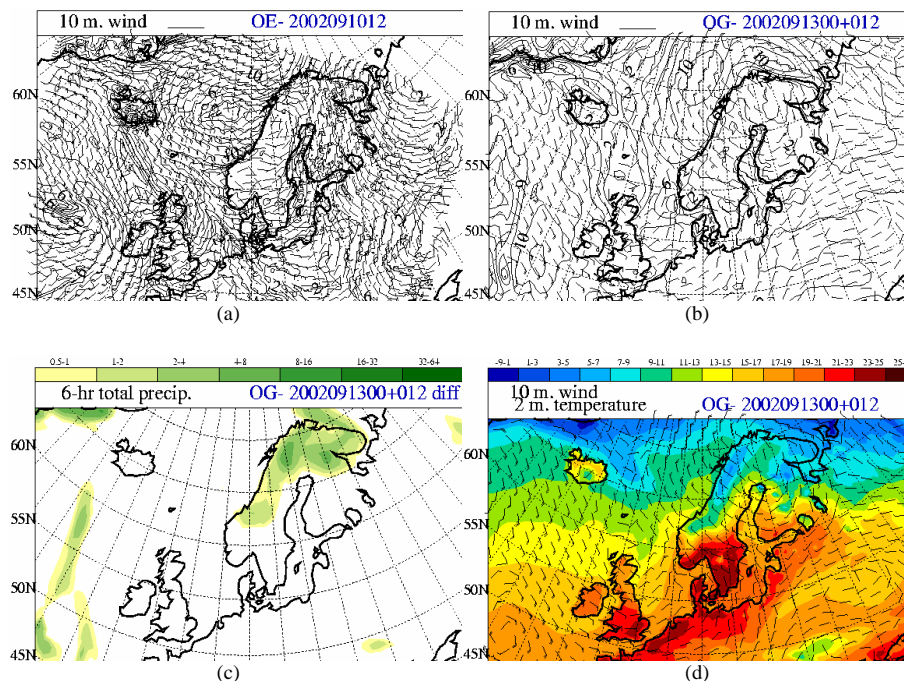 10 m. wind OE- 2002091012
10 m. wind OG- 2002091300+012
60N
55N
50N
45N
60N
55N
50N
45N
(a)
(b)
0.5-1 1-2 2-4 4-8 8-16 16-32 32-64
6-hr total precip. OG- 2002091300+012 diff
-9-1 1-3 3-5 5-7 7-9 9-11 11-13 13-15 15-17 17-19 19-21 21-23 23-25 25-
10 m. wind
2 m. temperature OG- 2002091300+012
60N
55N
50N
45N
60N
55N
50N
45N
(c)
(d)